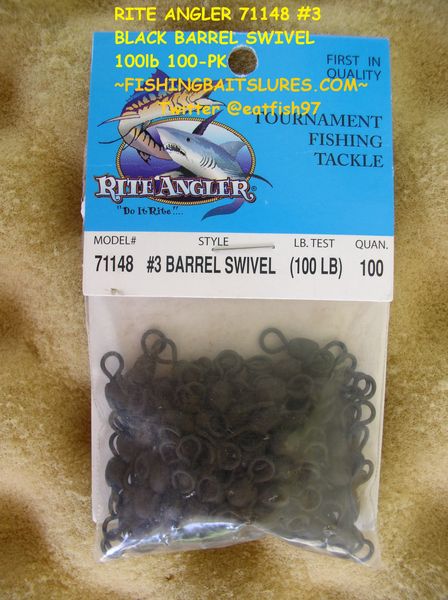 RITE ANGLER 71148 #3
BLACK BARREL SWIVEL
100lb 100-PK
~FISHINGBAITSLURES.COM~
Twitter @eatfish97
FIRST IN
QUALITY
TOURNAMENT
FISHING
TACKLE
RITE ANGLER®
"Do It Rite"....
MODEL# STYLE LB. TEST QUAN.
71148 #3 BARREL SWIVEL (100 LB) 100